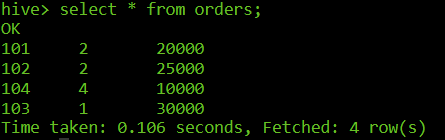 hive> select * from orders;
OK
101 2 20000
102 2 25000
104 4 10000
103 1 30000
Time taken: 0.106 seconds, Fetched: 4 row(s)